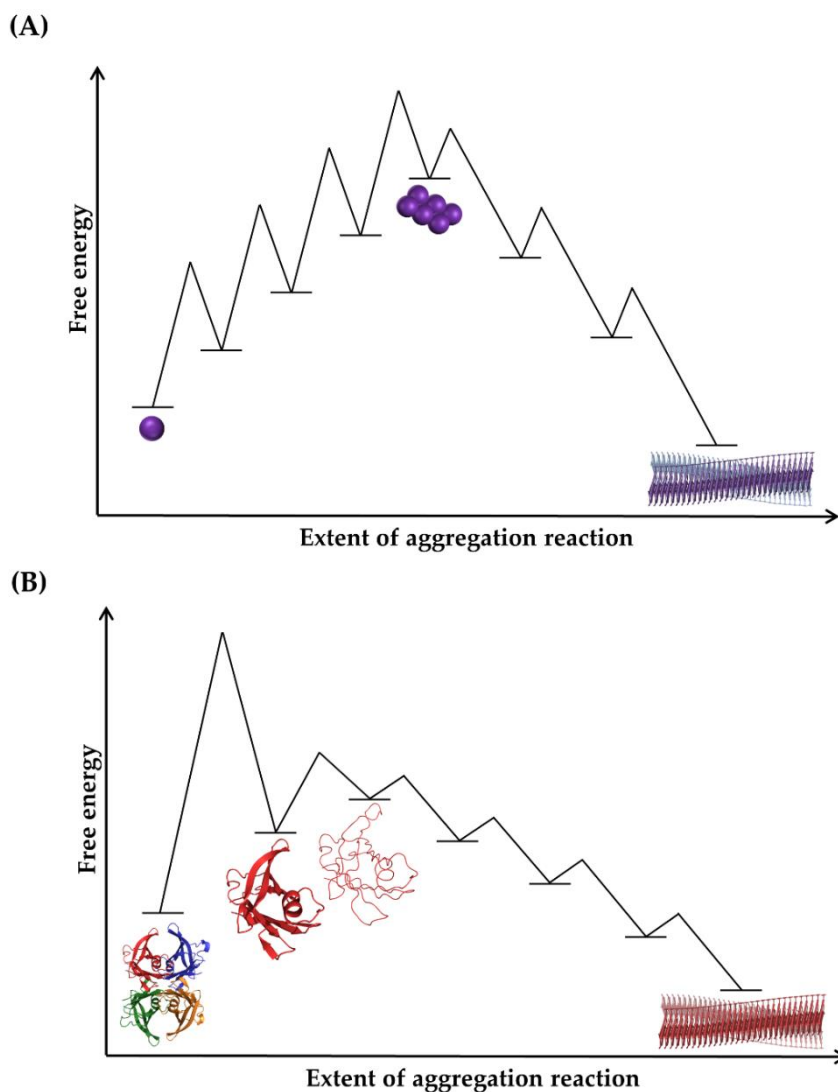 (A)
Free energy
Extent of aggregation reaction
(B)
Free energy
Extent of aggregation reaction